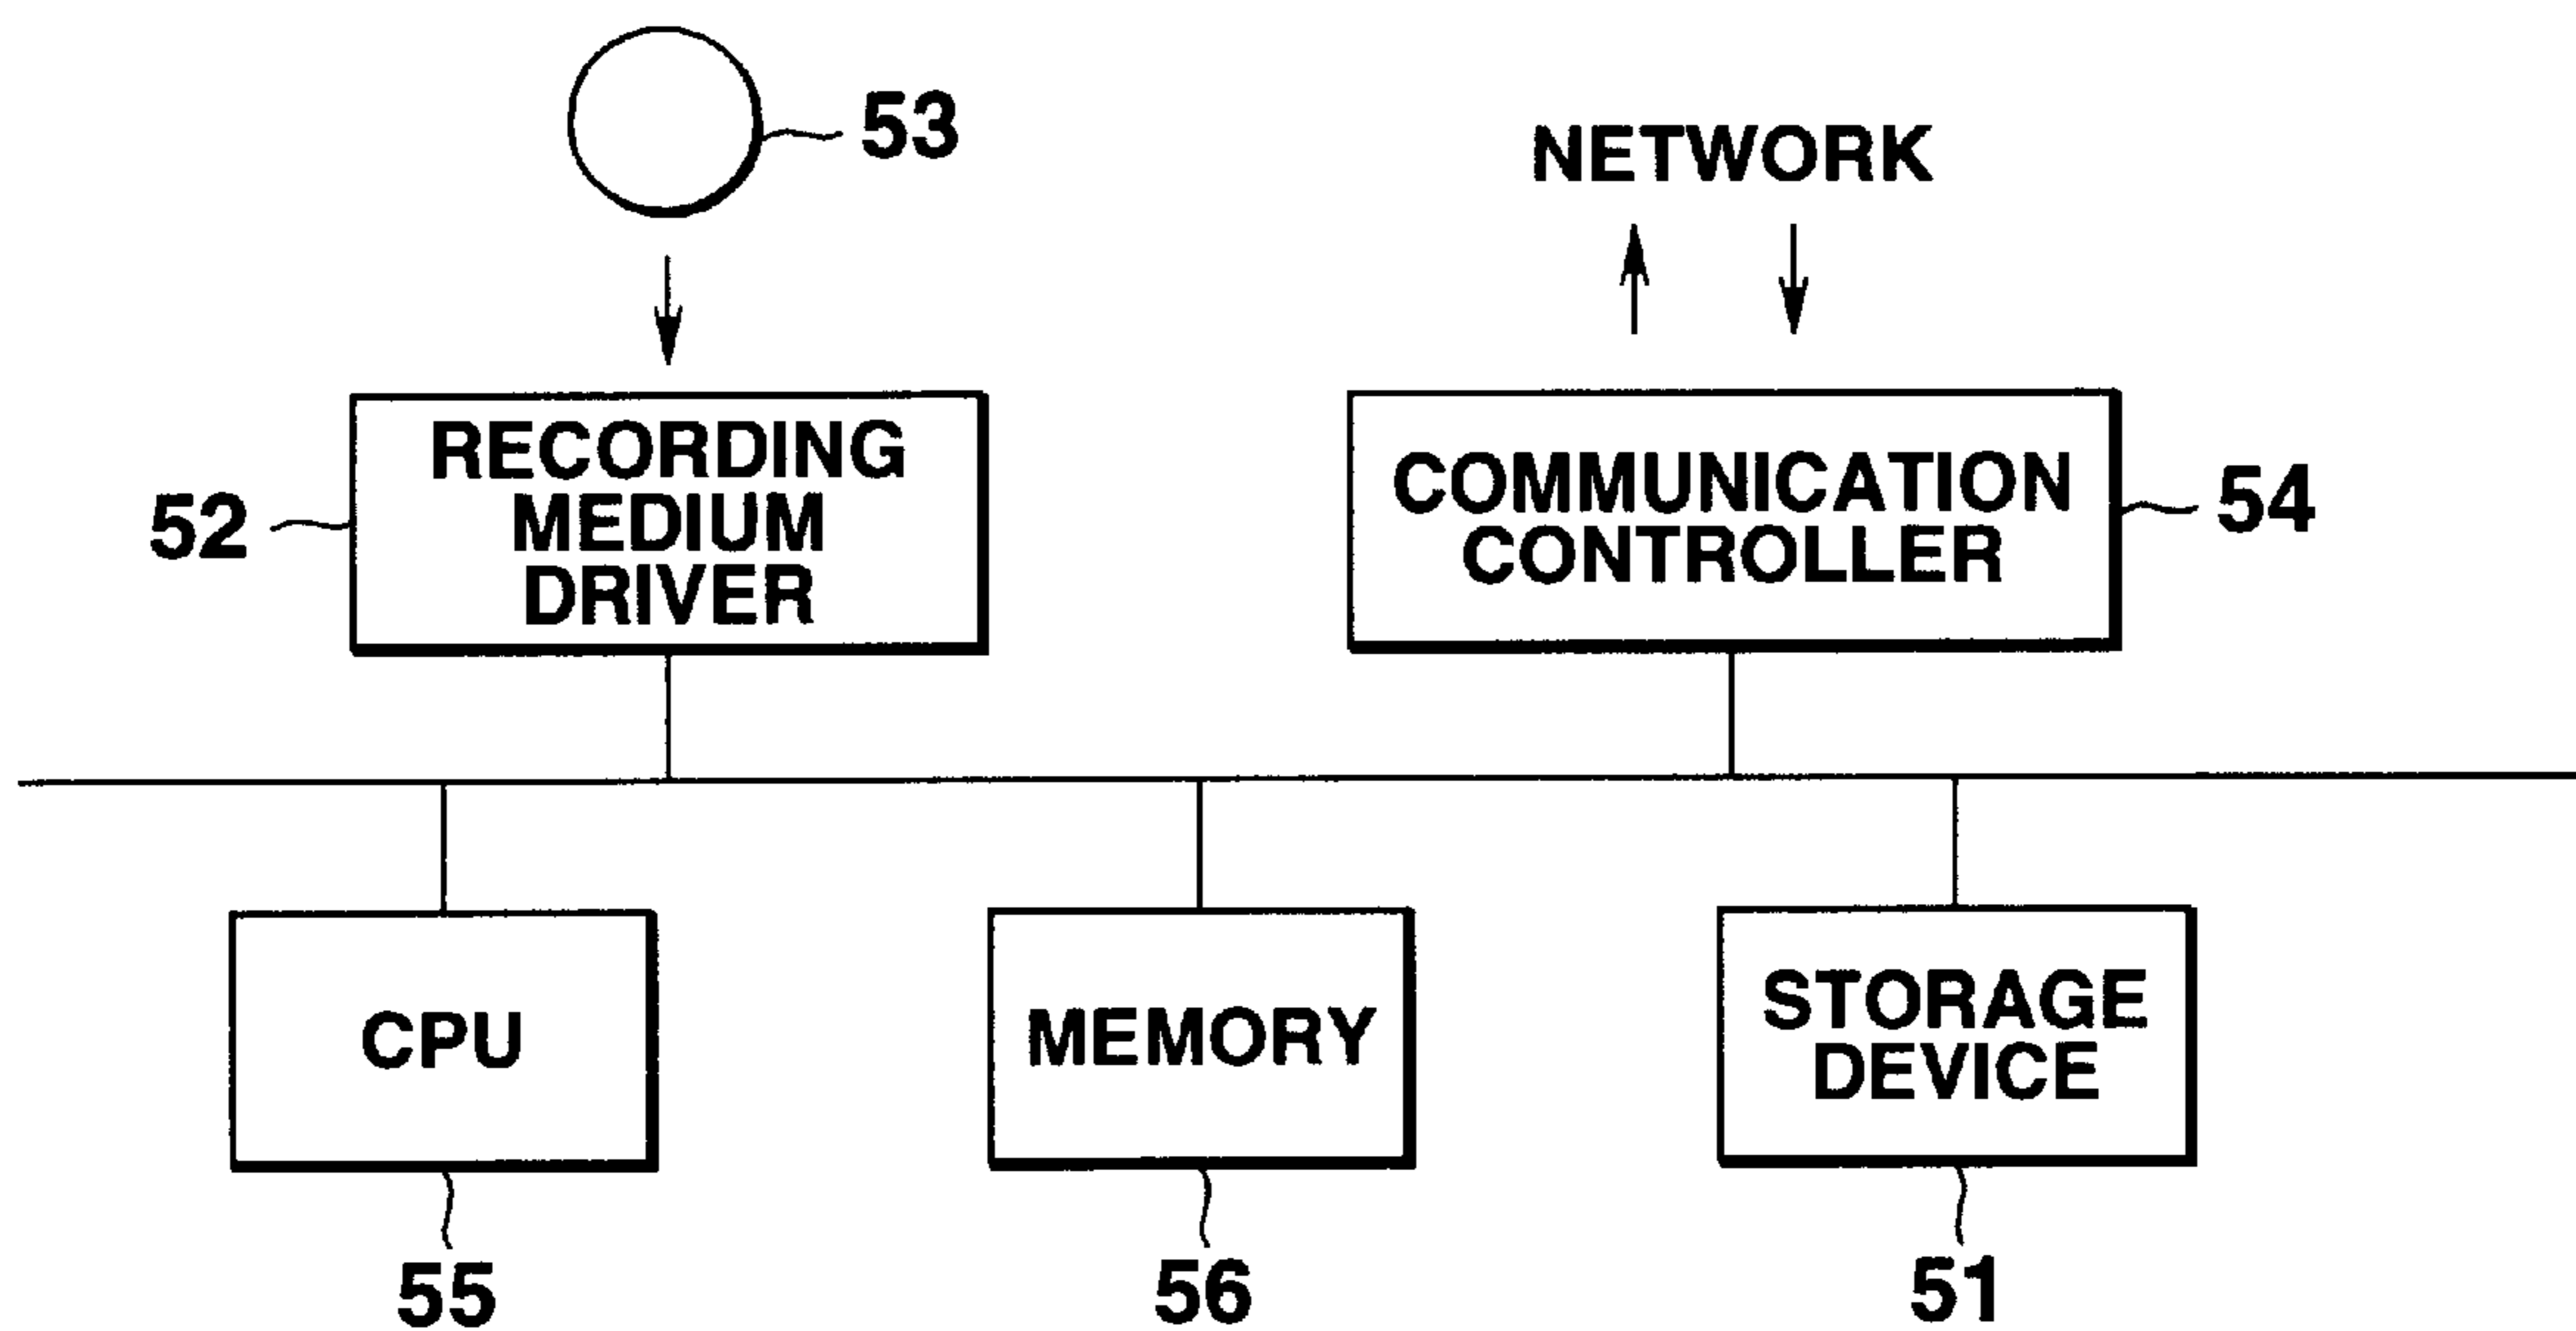 53
NETWORK
RECORDING
MEDIUM
DRIVER
52
COMMUNICATION
CONTROLLER
54
CPU
MEMORY
STORAGE
DEVICE
55
56
51